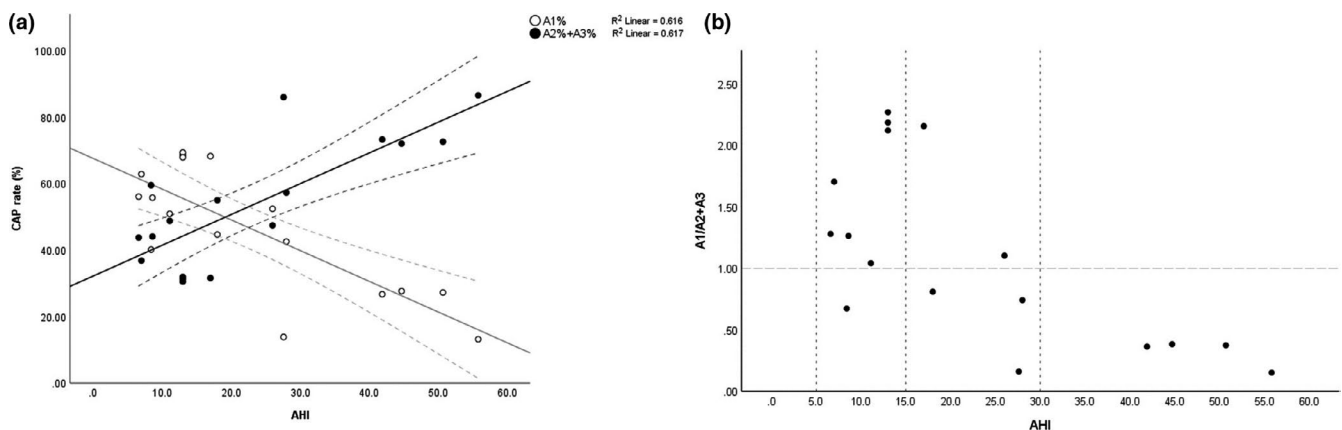 (a)
A1% R² Linear = 0.616
A2%+A3% R² Linear = 0.617
100.00
80.00
60.00
40.00
20.00
.00
CAP rate (%)
.0 10.0 20.0 30.0 40.0 50.0 60.0
AHI
(b)
2.50
2.00
1.50
1.00
.50
.00
A1/A2+A3
.0 5.0 10.0 15.0 20.0 25.0 30.0 40.0 45.0 50.0 55.0 60.0
AHI